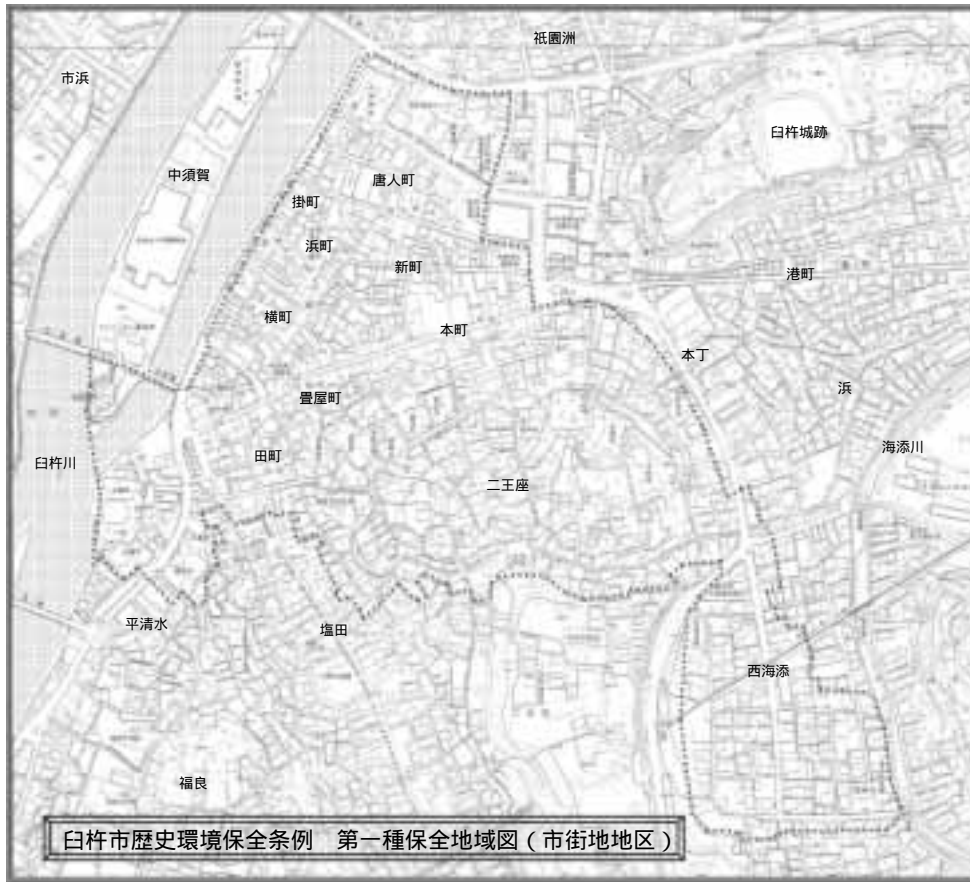 祇園洲
市浜
臼杵城跡
中須賀
唐人町
掛町
浜町
新町
港町
横町
本町
本丁
浜
畳屋町
海添川
田町
臼杵川
二王座
平清水
塩田
西海添
福良
臼杵市歴史環境保全条例　第一種保全地域図（市街地地区）